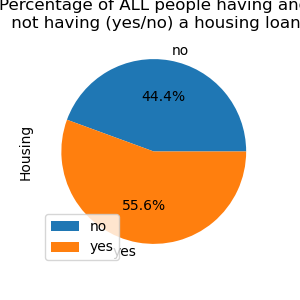 Percentage of ALL people having and
not having (yes/no) a housing loan
no
44.4%
Housing
55.6%
no
yes
yes